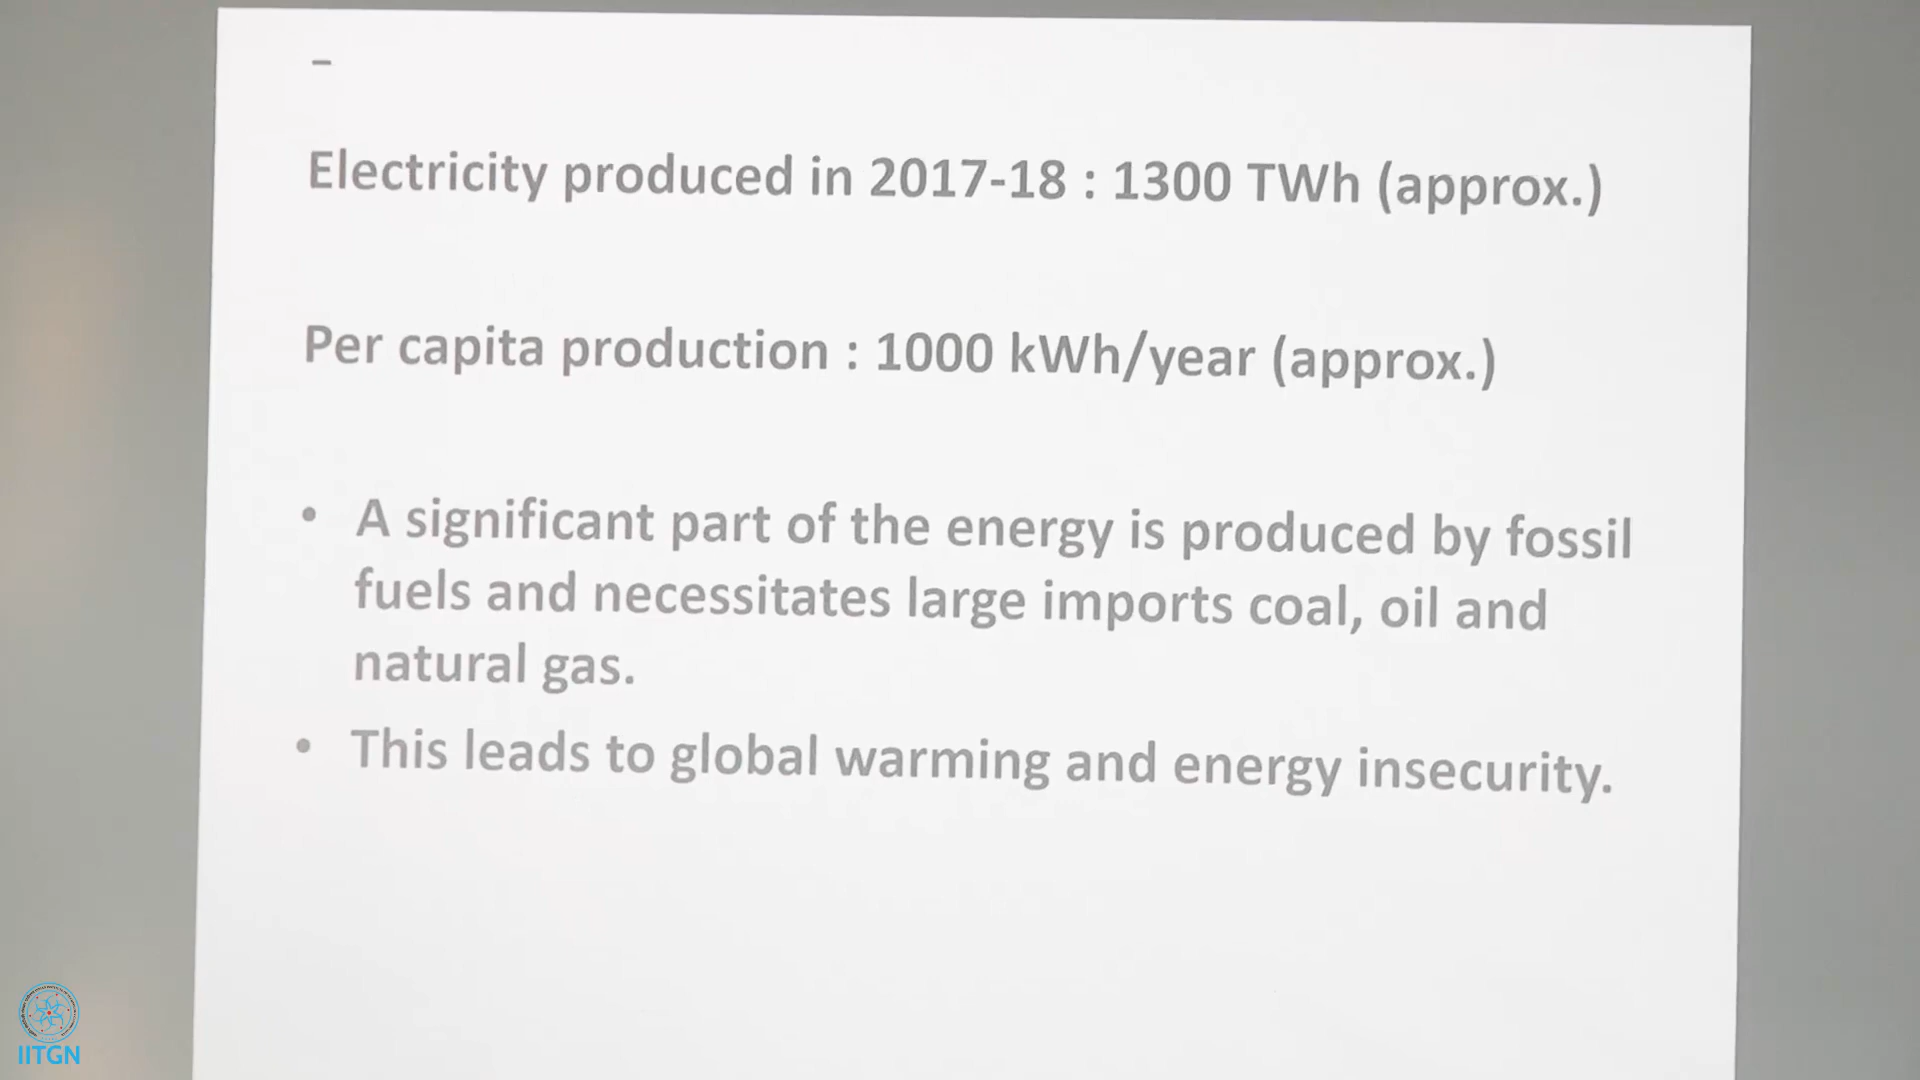 –
Electricity produced in 2017-18 : 1300 TWh (approx.)
Per capita production : 1000 kWh/year (approx.)
• A significant part of the energy is produced by fossil
fuels and necessitates large imports coal, oil and
natural gas.
• This leads to global warming and energy insecurity.
IITGN